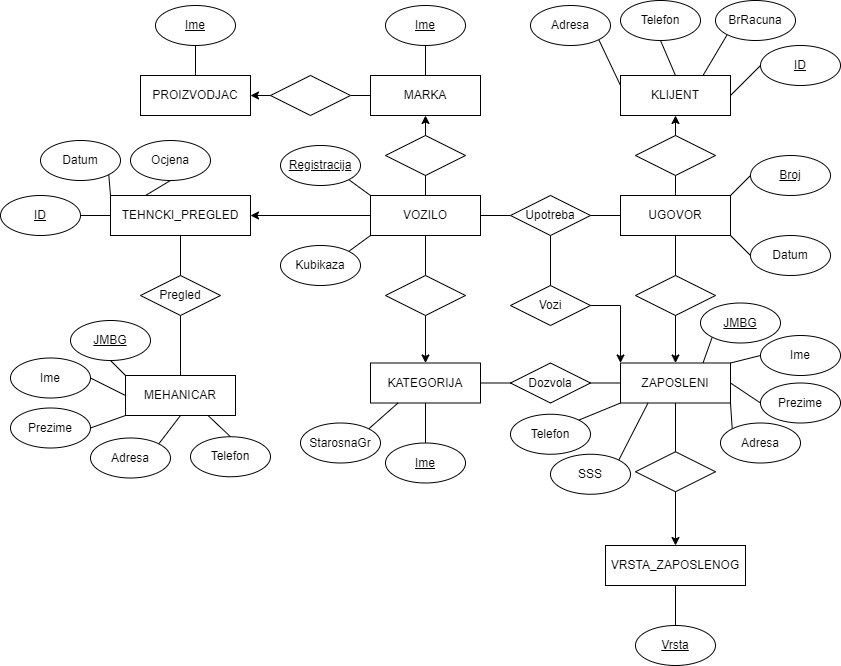 Ime
Ime
Adresa
Telefon
BrRacuna
ID
PROIZVODJAC
MARKA
KLIJENT
Datum
Ocjena
Registracija
Broj
ID
TEHNCKI_PREGLED
VOZILO
Upotreba
UGOVOR
Kubikaza
Datum
Pregled
Vozi
JMBG
JMBG
Ime
Ime
MEHANICAR
KATEGORIJA
Dozvola
ZAPOSLENI
Prezime
Prezime
Adresa
Telefon
StarosnaGr
Ime
Telefon
Adresa
SSS
VRSTA_ZAPOSLENOG
Vrsta